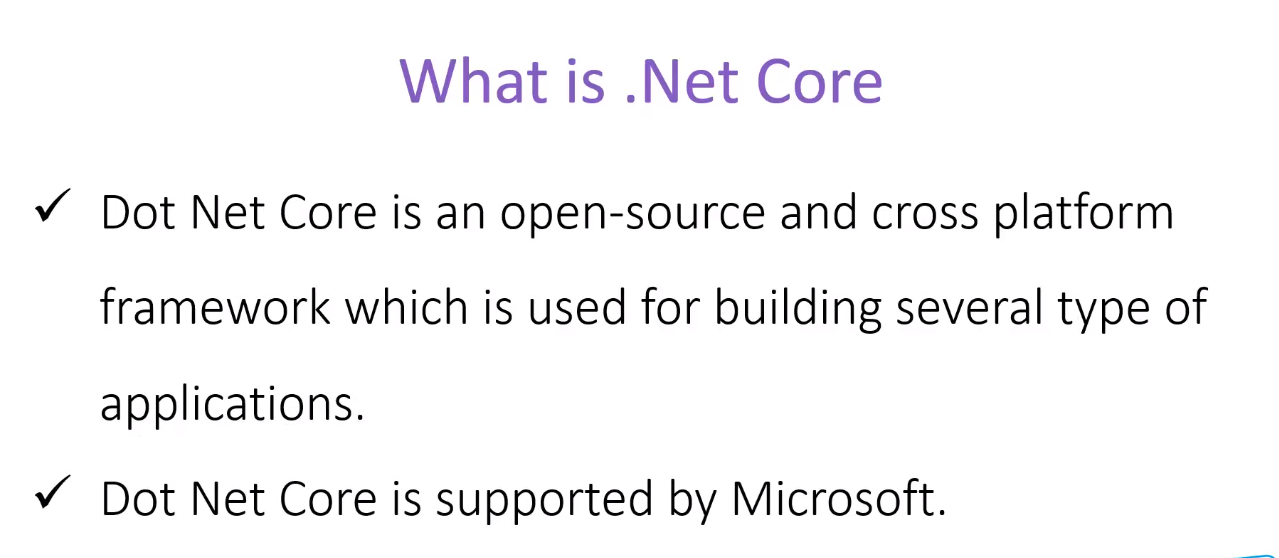 What is .Net Core
✓ Dot Net Core is an open-source and cross platform
framework which is used for building several type of
applications.
✓ Dot Net Core is supported by Microsoft.